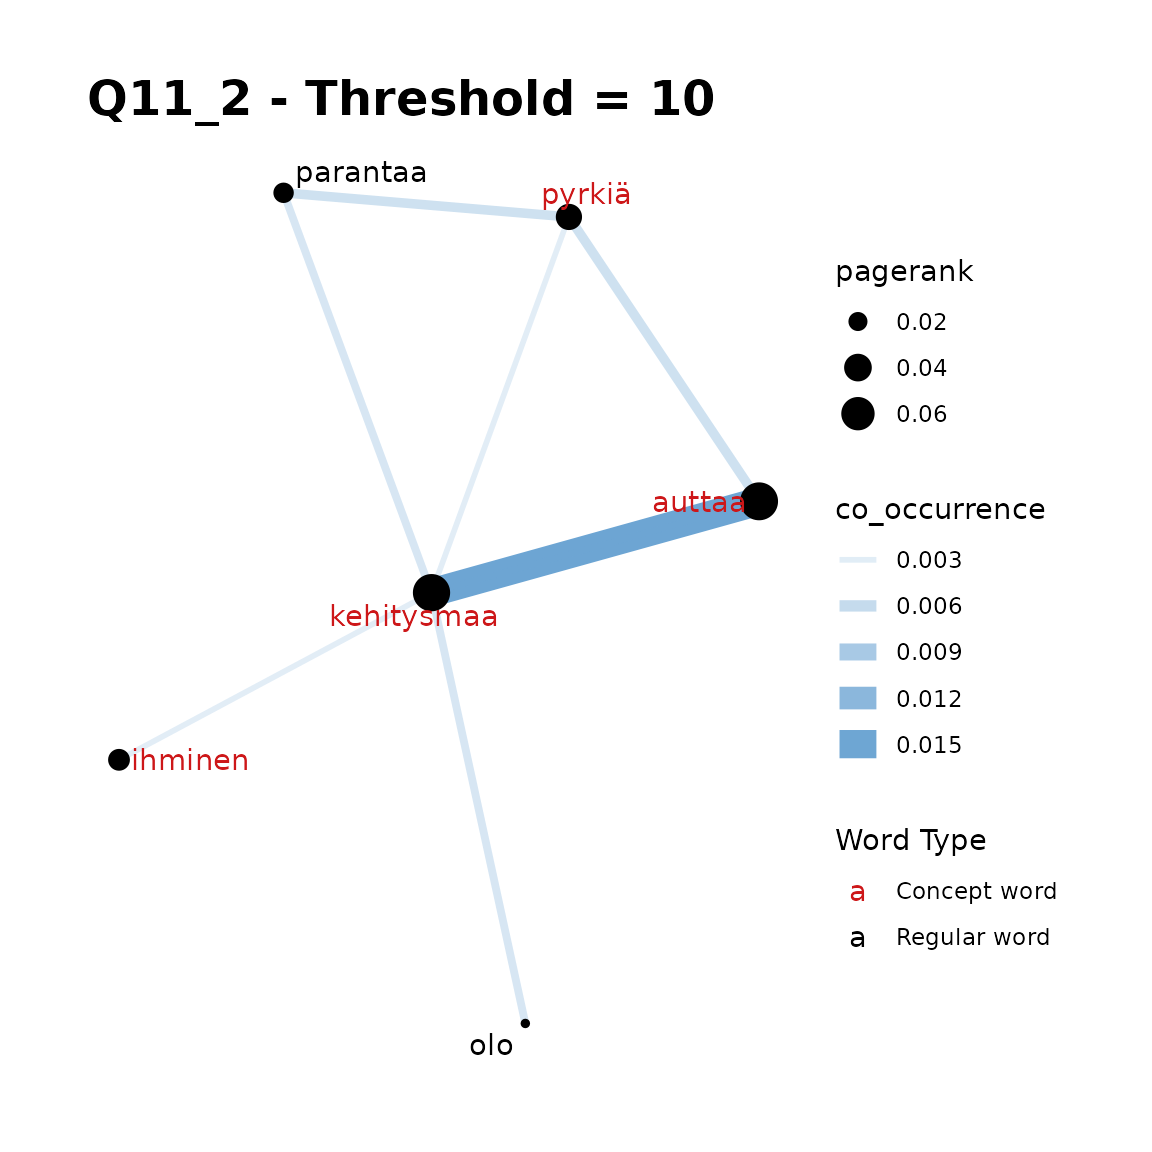 Q11_2 - Threshold = 10
parantaa
pyrkiä
auttaa
kehitysmaa
ihminen
olo
pagerank
0.02
0.04
0.06
co_occurrence
0.003
0.006
0.009
0.012
0.015
Word Type
a Concept word
a Regular word